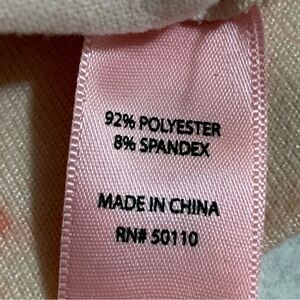 92% POLYESTER
8% SPANDEX
MADE IN CHINA
RN# 50110